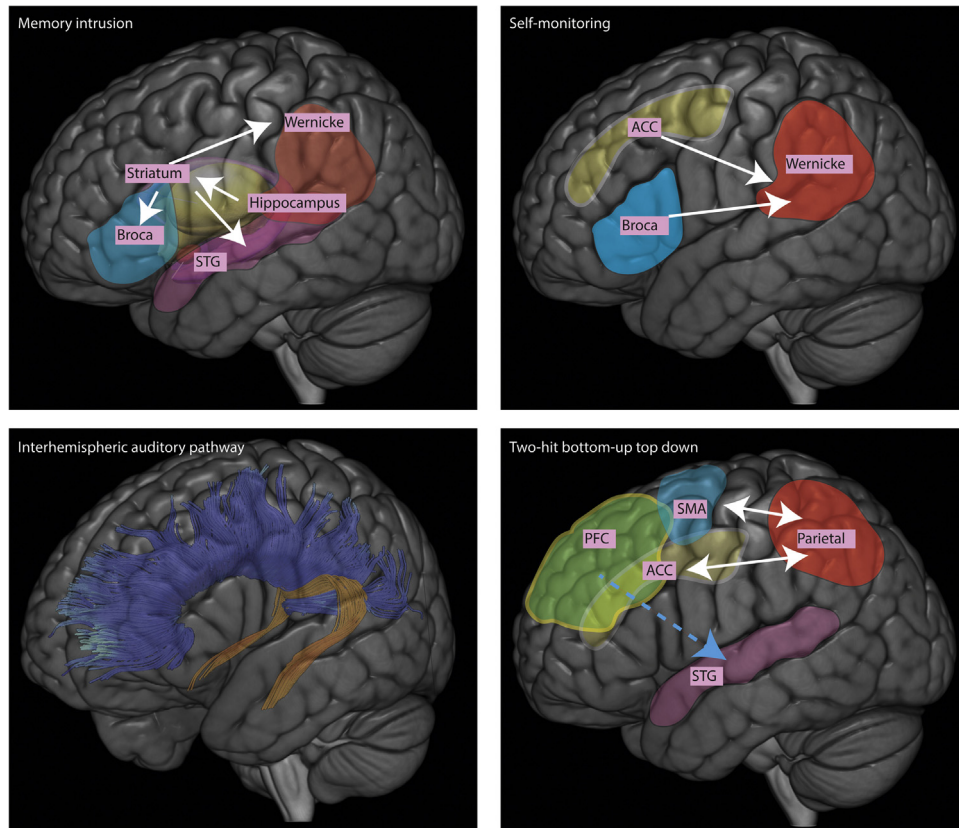 Memory intrusion
Wernicke
Striatum
Hippocampus
Broca
STG
Self-monitoring
ACC
Wernicke
Broca
Interhemispheric auditory pathway
Two-hit bottom-up top down
SMA
PFC
Parietal
ACC
STG